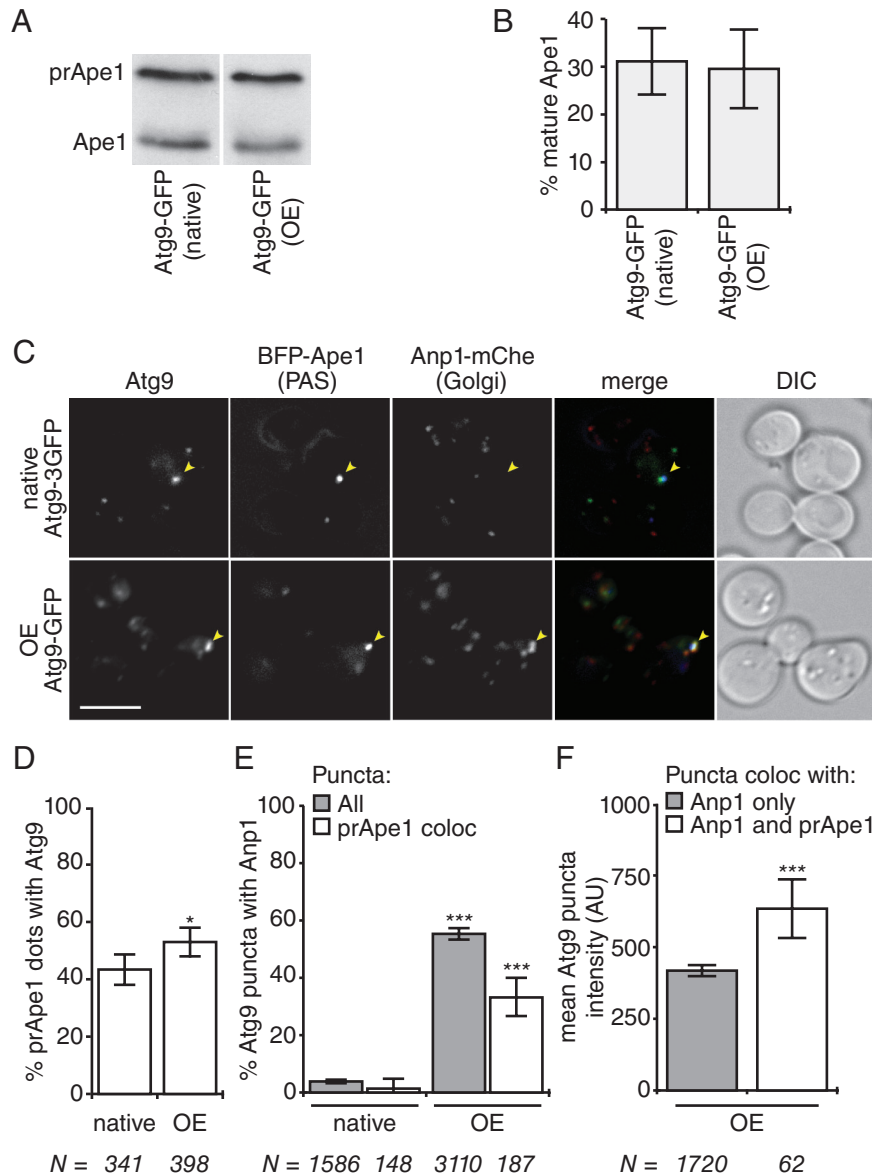 A
prApe1
Ape1
Atg9-GFP
(native)
Atg9-GFP
(OE)
B
% mature Ape1
40
30
20
10
0
Atg9-GFP
(native)
Atg9-GFP
(OE)
C
Atg9
BFP-Ape1
(PAS)
Anp1-mChe
(Golgi)
merge
DIC
native
Atg9-3GFP
OE
Atg9-GFP
D
% prApe1 dots with Atg9
100
80
60
40
20
0
*
native OE
N = 341 398
E
Puncta:
All
prApe1 coloc
% Atg9 puncta with Anp1
100
80
60
40
20
0
***
***
native OE
N = 1586 148 3110 187
F
Puncta coloc with:
Anp1 only
Anp1 and prApe1
mean Atg9 puncta
intensity (AU)
1000
750
500
250
0
***
OE
N = 1720 62